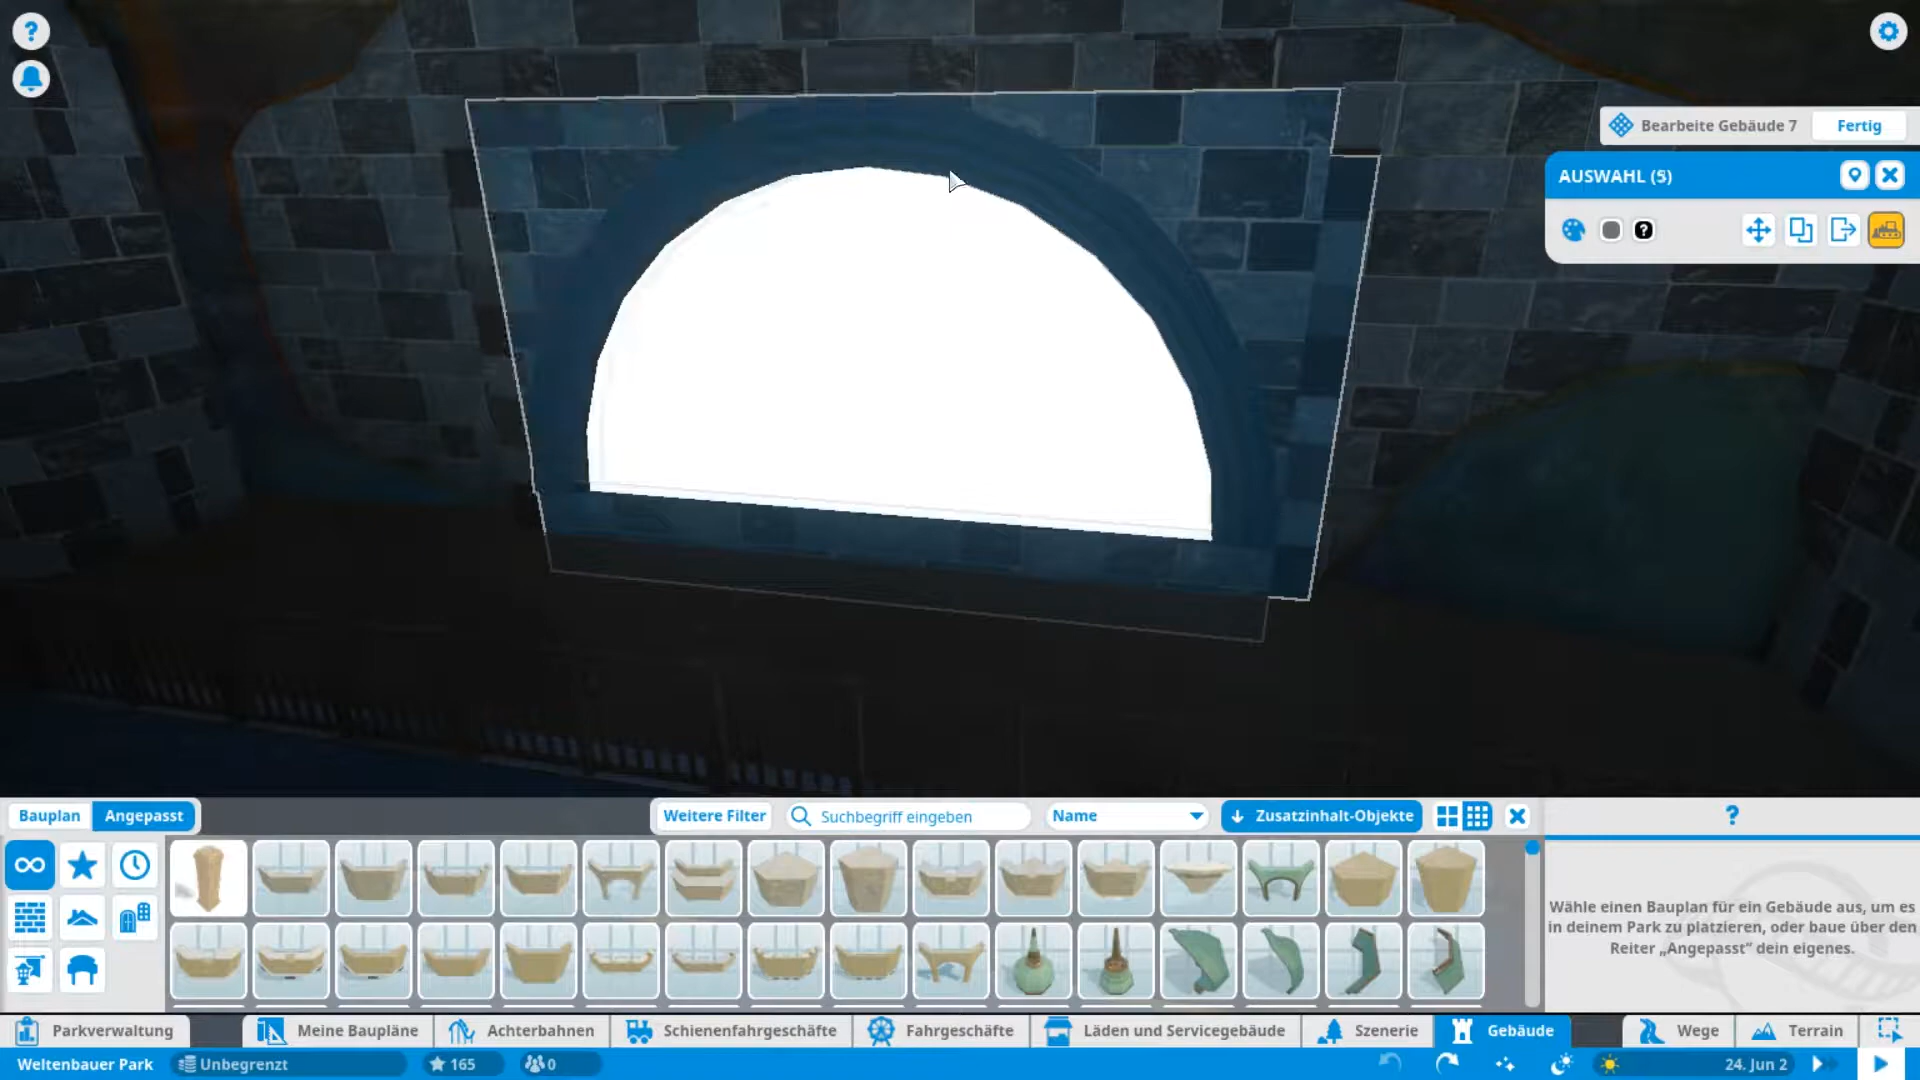 ?
Bearbeite Gebäude 7
Fertig
AUSWAHL (5)
?
Bauplan
Angepasst
Weitere Filter
Suchbegriff eingeben
Name
Zusatzinhalt-Objekte
?
Wähle einen Bauplan für ein Gebäude aus, um es
in deinem Park zu platzieren, oder baue über den
Reiter „Angepasst“ dein eigenes.
Parkverwaltung
Meine Baupläne
Achterbahnen
Schienenfahrgeschäfte
Fahrgeschäfte
Läden und Servicegebäude
Szenerie
Gebäude
Wege
Terrain
Weltenbauer Park
Unbegrenzt
165
0
24. Jun 2